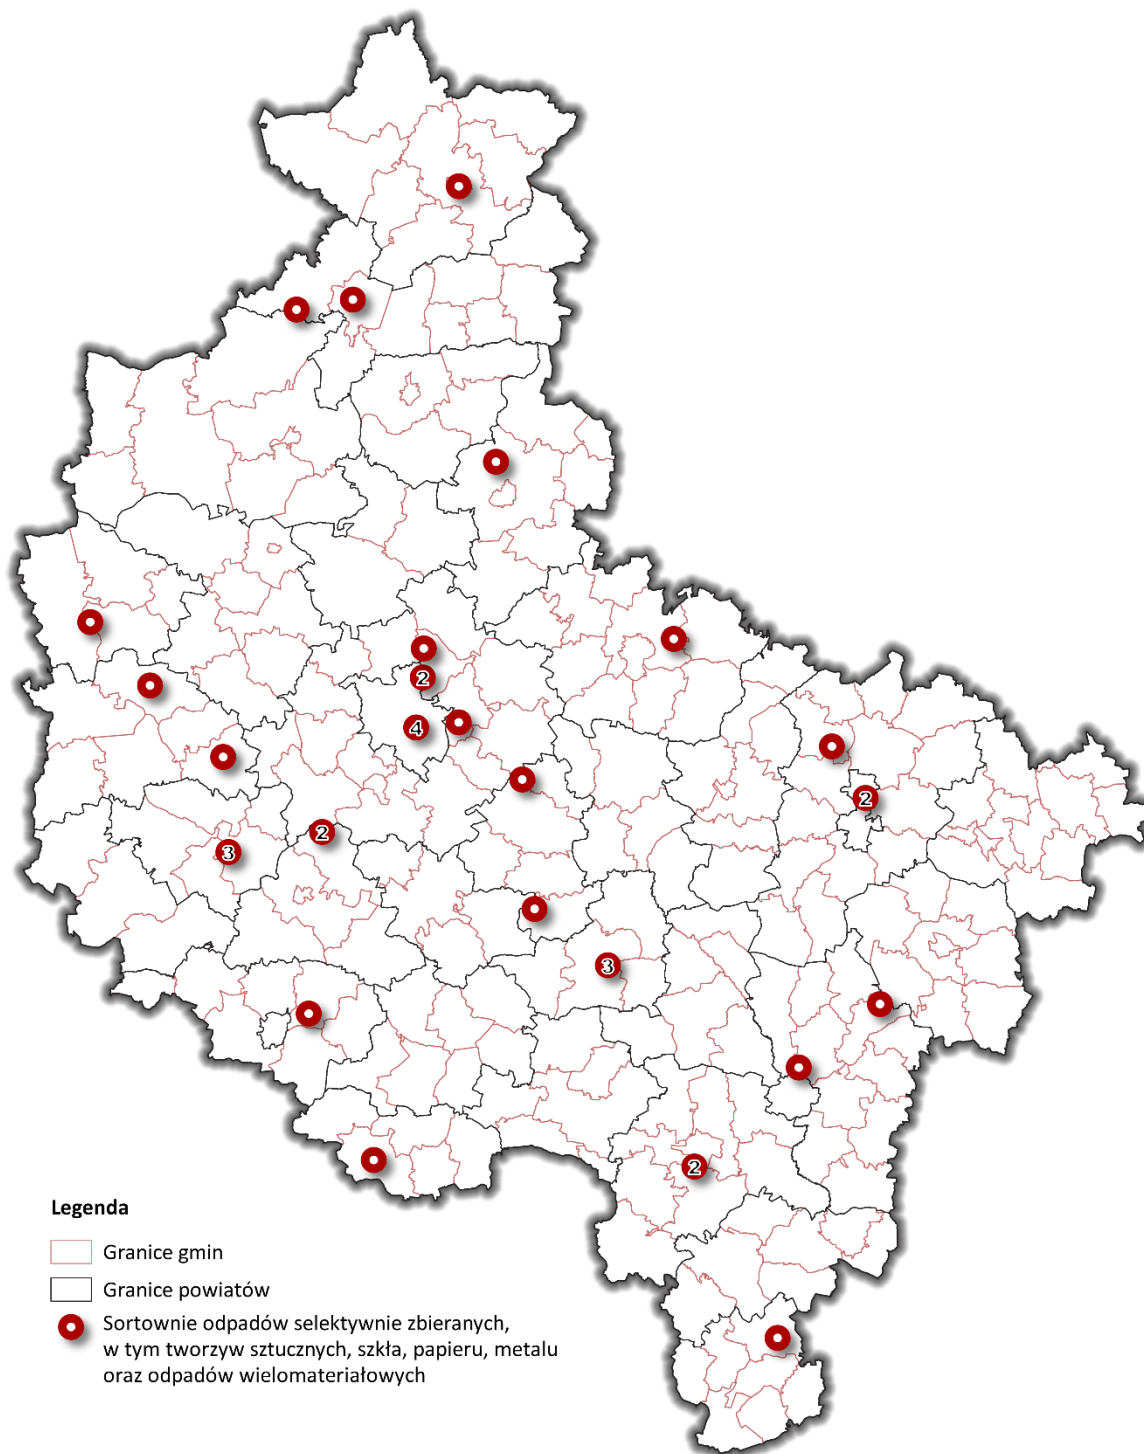 2
4
2
2
3
3
2
Legenda
Granice gmin
Granice powiatów
Sortownie odpadów selektywnie zbieranych,
w tym tworzyw sztucznych, szkła, papieru, metalu
oraz odpadów wielomateriałowych